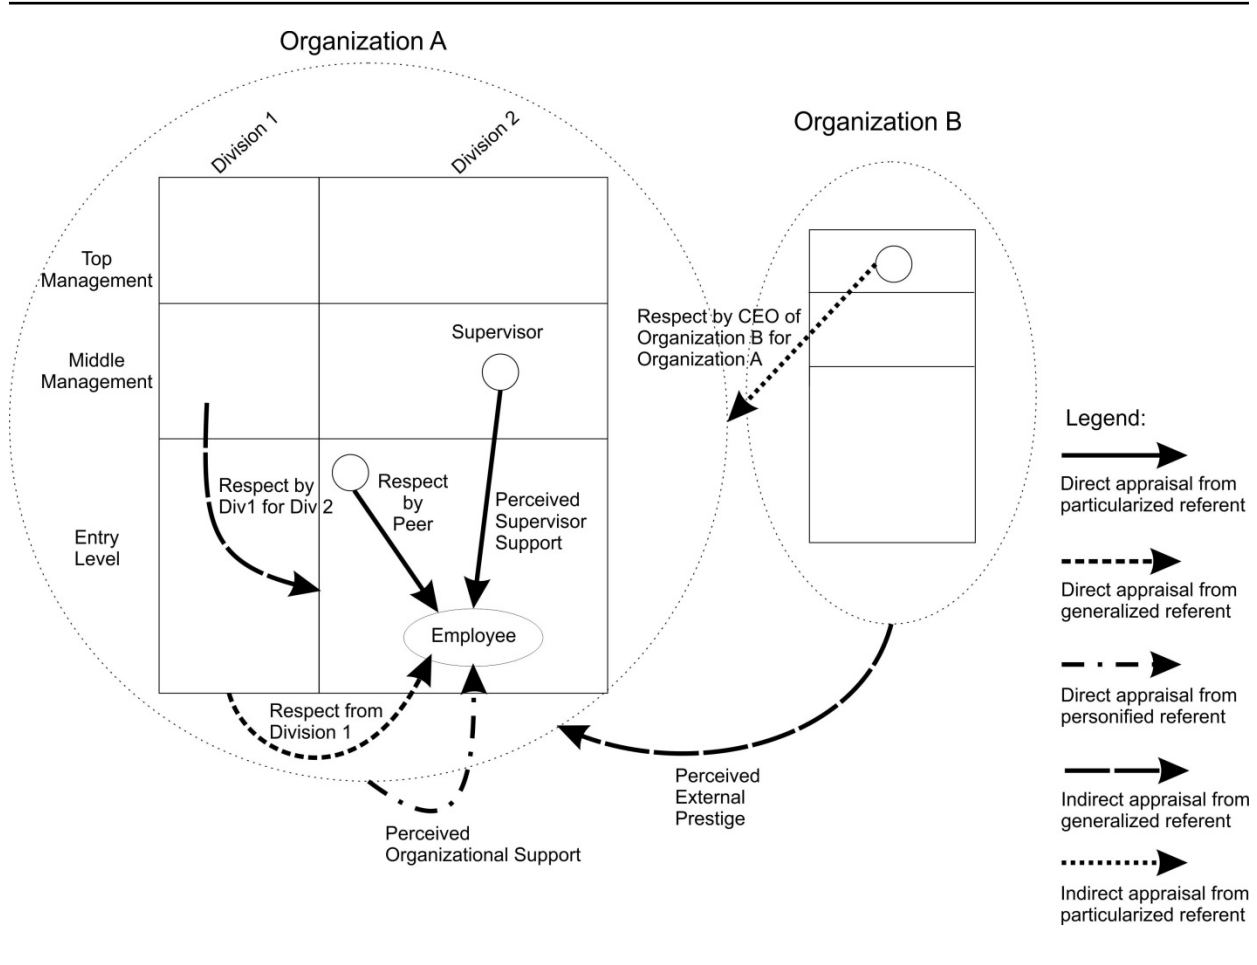 Organization A
Division 1
Division 2
Organization B
Top
Management
Supervisor
Respect by CEO of
Organization B for
Organization A
Middle
Management
Legend:
Respect by
Div1 for Div 2
Respect
by
Peer
Perceived
Supervisor
Support
Entry
Level
Employee
Respect from
Division 1
Perceived
Organizational Support
Perceived
External
Prestige
Direct appraisal from
particularized referent
Direct appraisal from
generalized referent
Direct appraisal from
personified referent
Indirect appraisal from
generalized referent
Indirect appraisal from
particularized referent